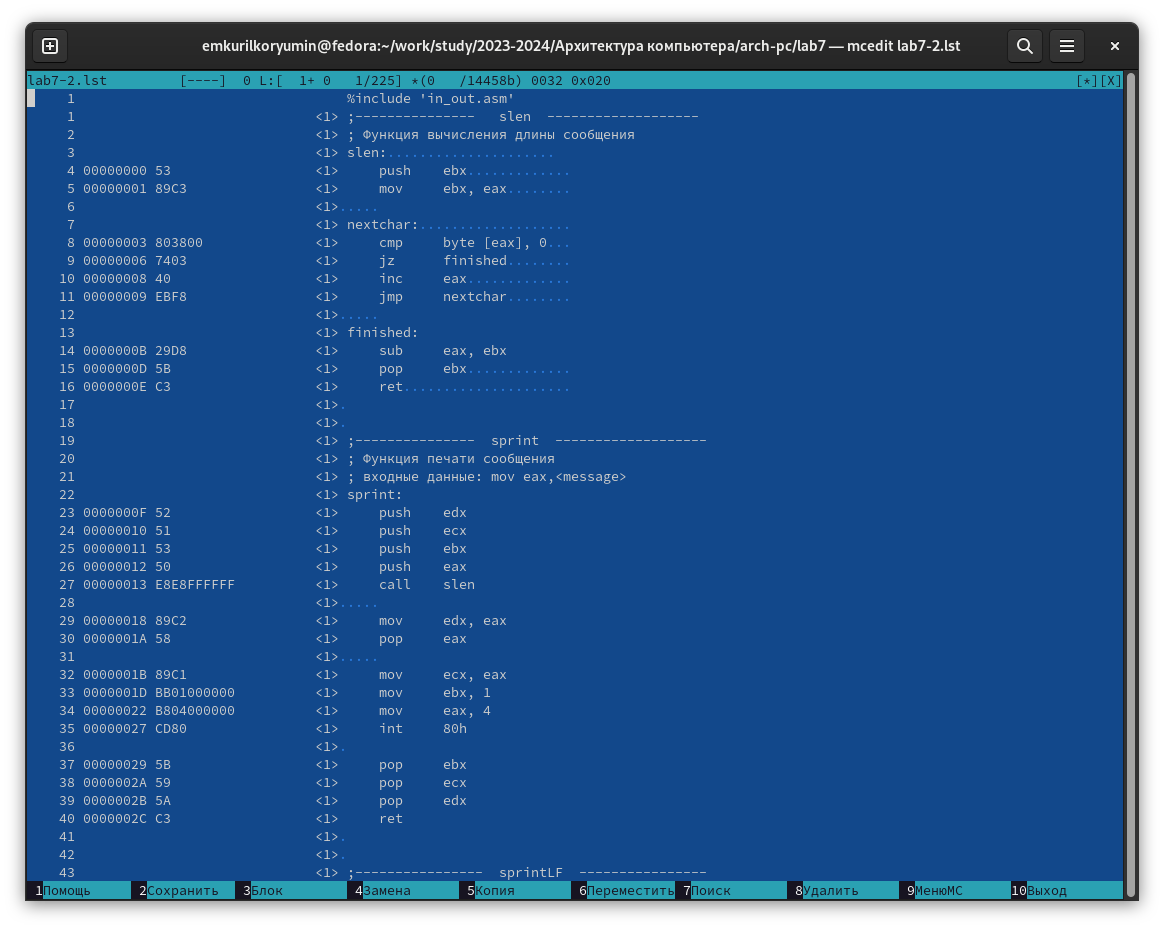 emkurilkoryumin@fedora:~/work/study/2023-2024/Архитектура компьютера/arch-pc/lab7 — mcedit lab7-2.lst
lab7-2.lst         [----]  0 L:[  1+ 0   1/225] *(0   /14458b) 0032 0x020 [*][X]
1 %include 'in_out.asm'
1 <1> ;---------------   slen  -------------------
2 <1> ; Функция вычисления длины сообщения
3 <1> slen:.....................
4 00000000 53 <1>     push    ebx.............
5 00000001 89C3 <1>     mov     ebx, eax........
6 <1>.....
7 <1> nextchar:...................
8 00000003 803800 <1>     cmp     byte [eax], 0...
9 00000006 7403 <1>     jz      finished........
10 00000008 40 <1>     inc     eax.............
11 00000009 EBF8 <1>     jmp     nextchar........
12 <1>.....
13 <1> finished:
14 0000000B 29D8 <1>     sub     eax, ebx
15 0000000D 5B <1>     pop     ebx.............
16 0000000E C3 <1>     ret.....................
17 <1>.
18 <1>.
19 <1> ;---------------  sprint  -------------------
20 <1> ; Функция печати сообщения
21 <1> ; входные данные: mov eax,<message>
22 <1> sprint:
23 0000000F 52 <1>     push    edx
24 00000010 51 <1>     push    ecx
25 00000011 53 <1>     push    ebx
26 00000012 50 <1>     push    eax
27 00000013 E8E8FFFFFF <1>     call    slen
28 <1>.....
29 00000018 89C2 <1>     mov     edx, eax
30 0000001A 58 <1>     pop     eax
31 <1>.....
32 0000001B 89C1 <1>     mov     ecx, eax
33 0000001D BB01000000 <1>     mov     ebx, 1
34 00000022 B804000000 <1>     mov     eax, 4
35 00000027 CD80 <1>     int     80h
36 <1>.
37 00000029 5B <1>     pop     ebx
38 0000002A 59 <1>     pop     ecx
39 0000002B 5A <1>     pop     edx
40 0000002C C3 <1>     ret
41 <1>.
42 <1>.
43 <1> ;----------------  sprintLF  ----------------
1Помощь 2Сохранить 3Блок 4Замена 5Копия 6Переместить 7Поиск 8Удалить 9МенюMC 10Выход